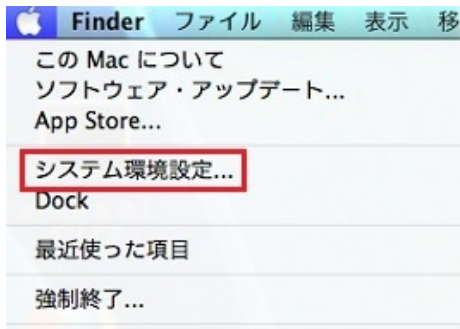 Finder ファイル 編集 表示 移
この Mac について
ソフトウェア・アップデート...
App Store...
システム環境設定...
Dock
最近使った項目
強制終了...